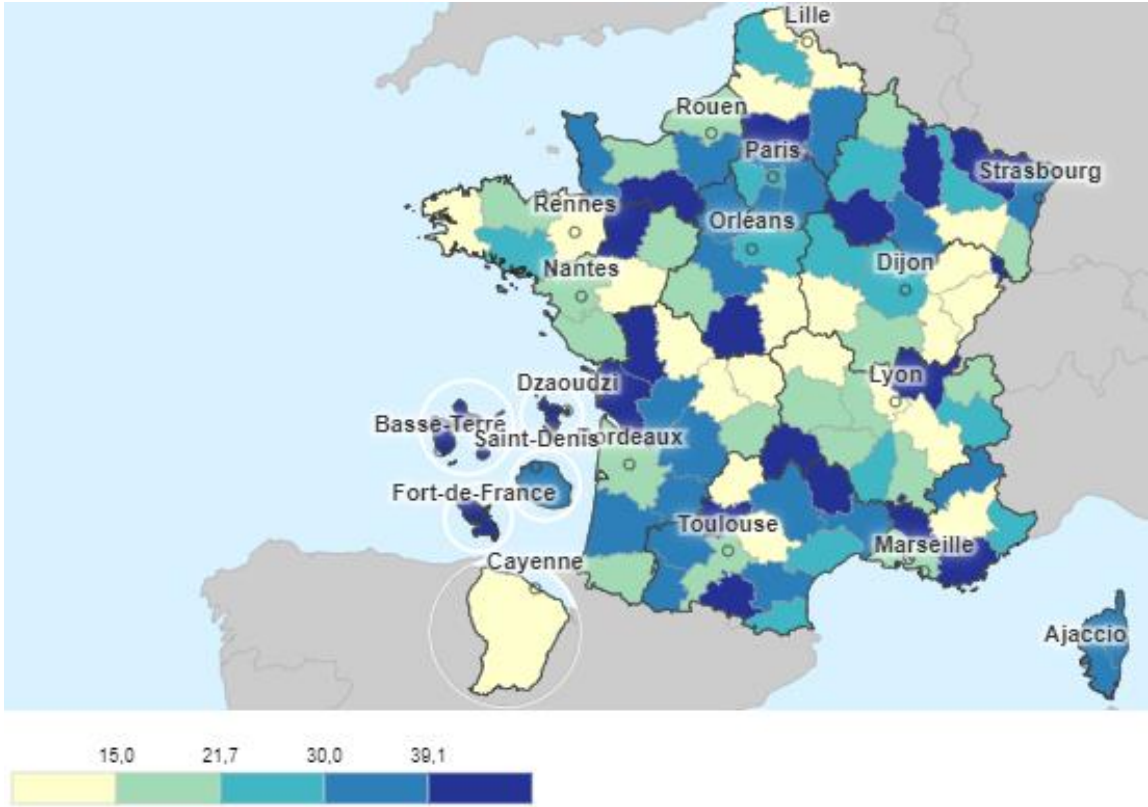 Lille
Rouen
Paris
Strasbourg
Rennes
Orléans
Nantes
Dijon
Dzaoudzi
Lyon
Basse-Terre
Saint-Denis
ordeaux
Fort-de-France
Toulouse
Marseille
Cayenne
Ajaccio
15,0 21,7 30,0 39,1